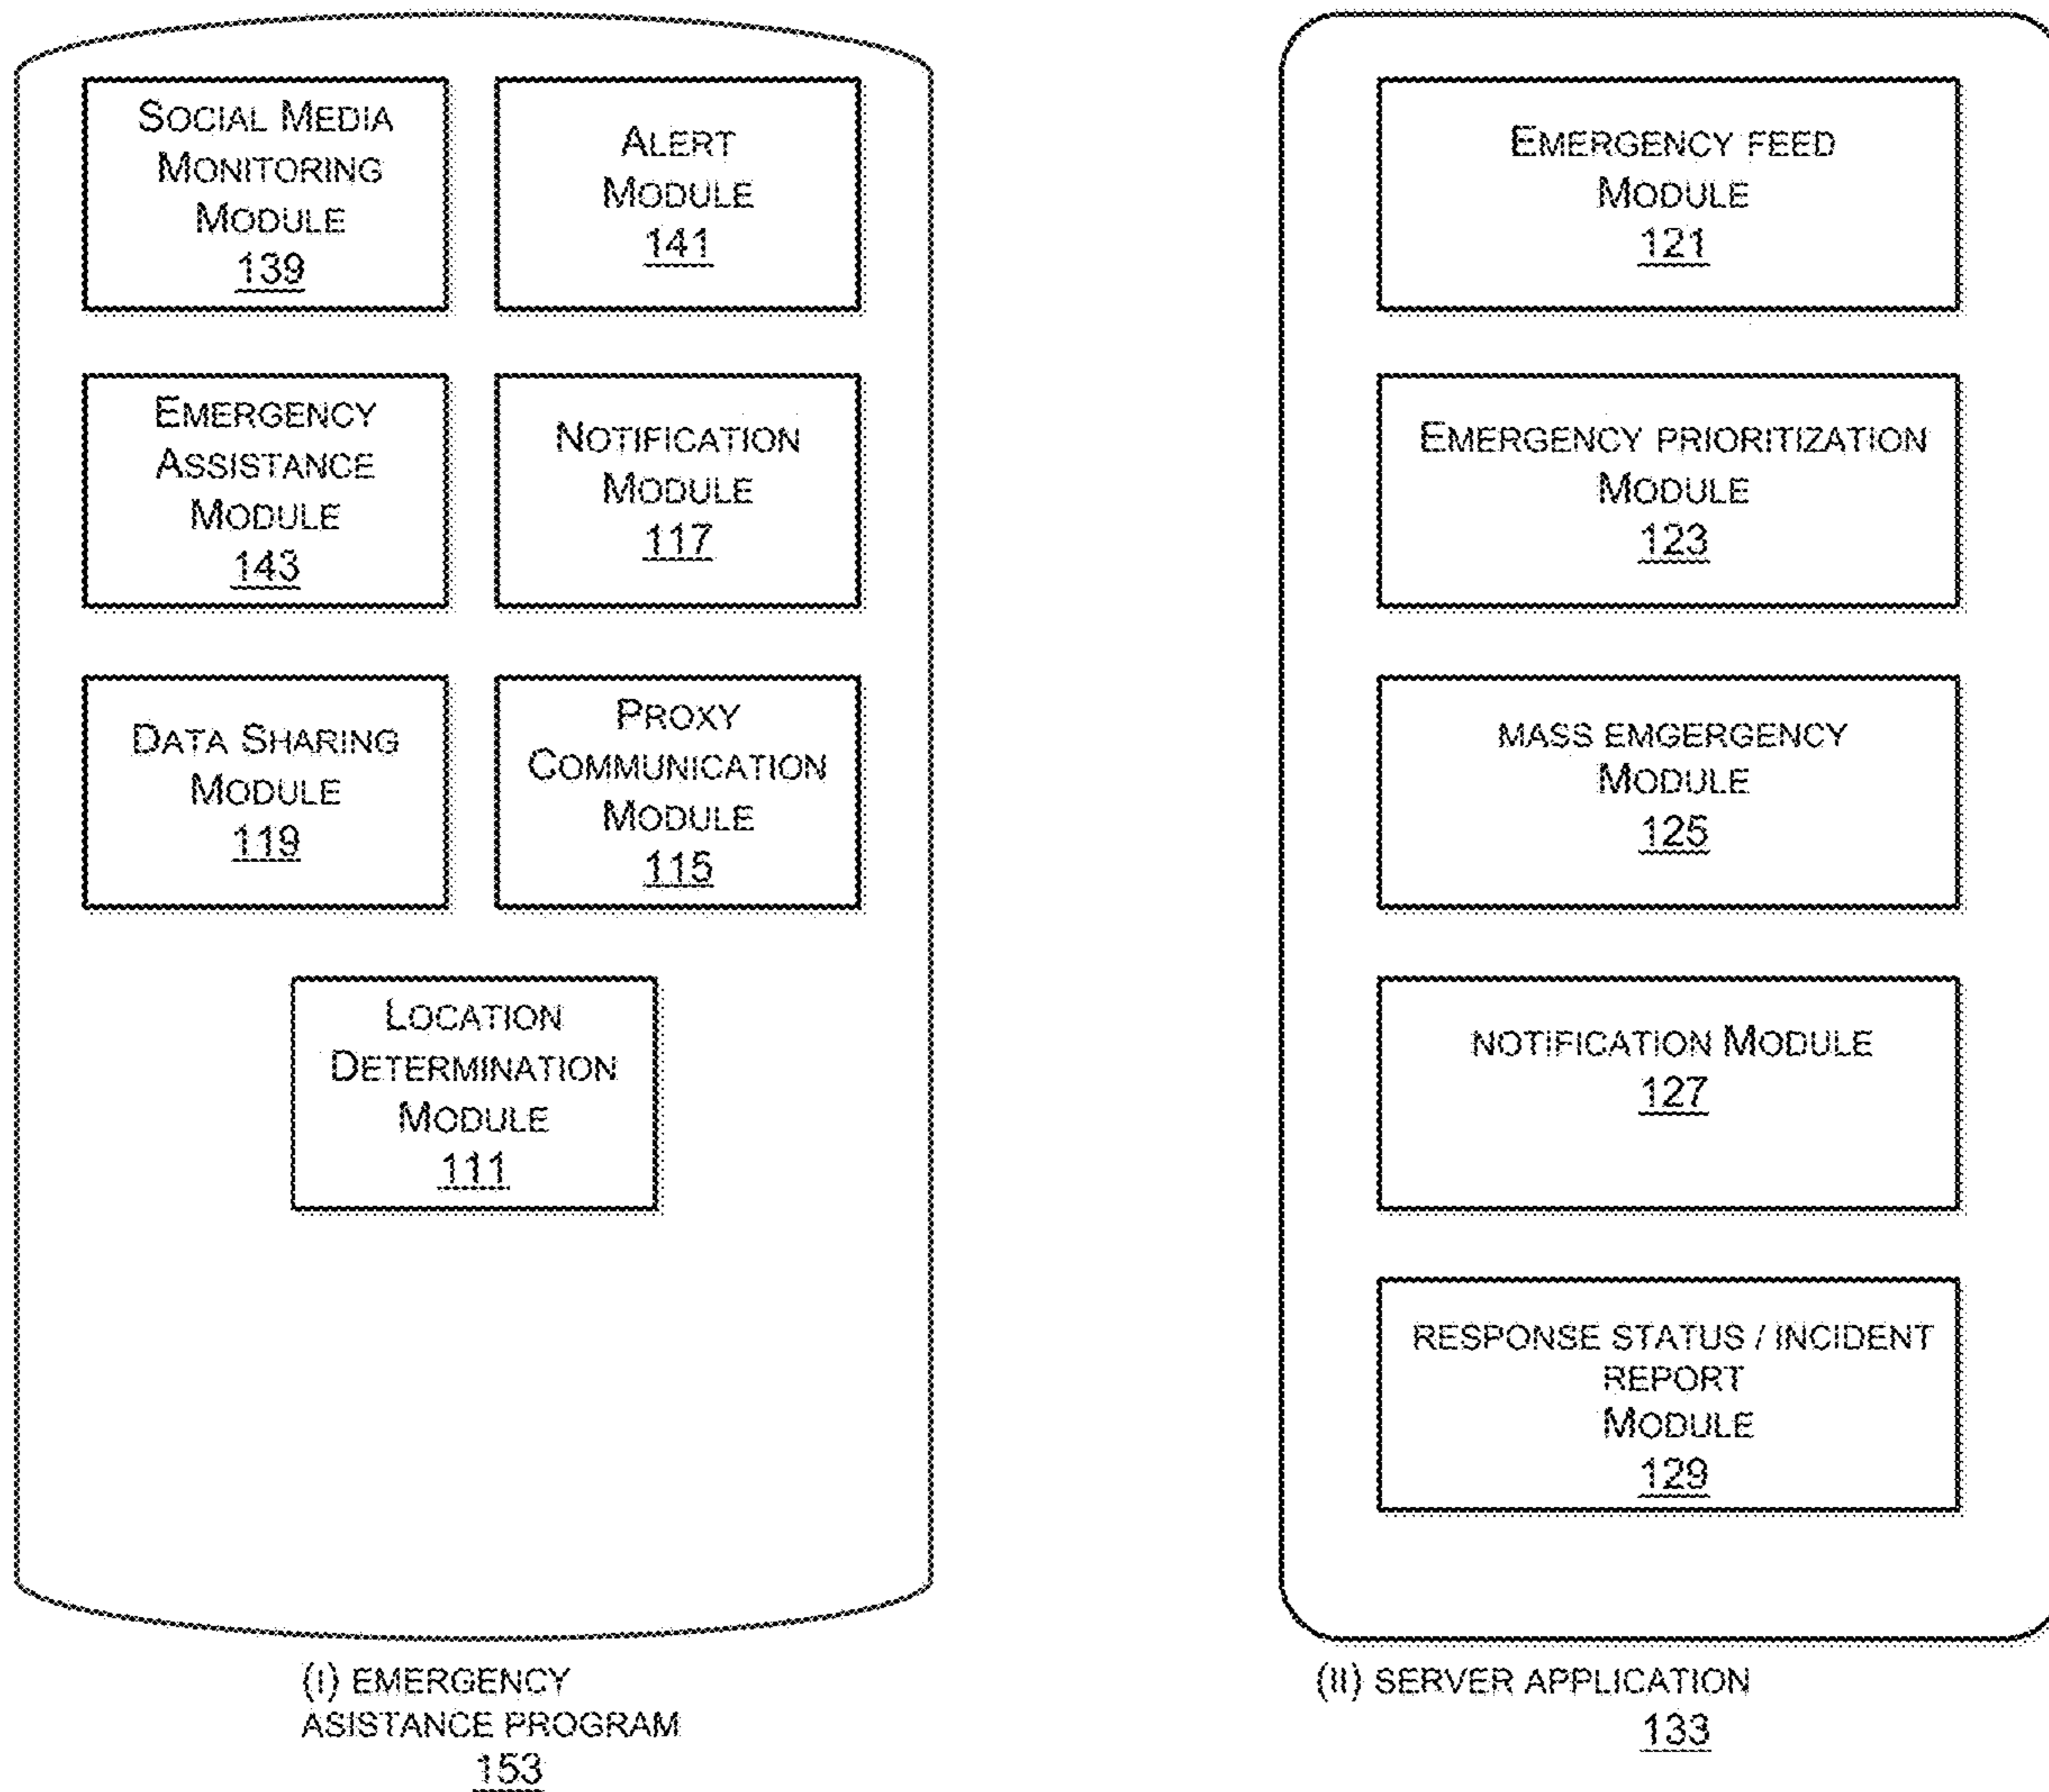 SOCIAL MEDIA
MONITORING
MODULE
139
ALERT
MODULE
141
EMERGENCY
ASSISTANCE
MODULE
143
NOTIFICATION
MODULE
117
DATA SHARING
MODULE
119
PROXY
COMMUNICATION
MODULE
115
LOCATION
DETERMINATION
MODULE
111
(I) EMERGENCY
ASISTANCE PROGRAM
153
EMERGENCY FEED
MODULE
121
EMERGENCY PRIORITIZATION
MODULE
123
MASS EMGERGENCY
MODULE
125
NOTIFICATION MODULE
127
RESPONSE STATUS / INCIDENT
REPORT
MODULE
129
(II) SERVER APPLICATION
133